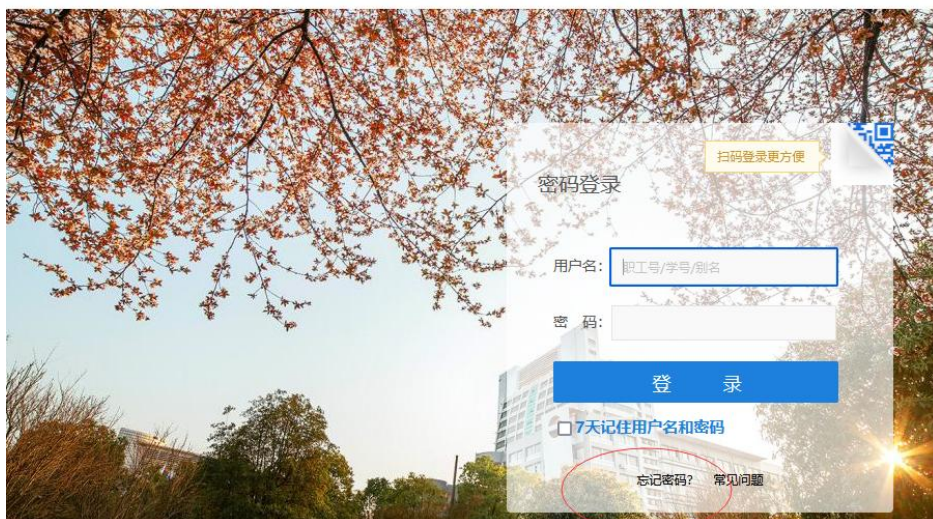 扫码登录更方便
密码登录
用户名：
职工号/学号/别名
密 码：
登 录
7天记住用户名和密码
忘记密码? 常见问题